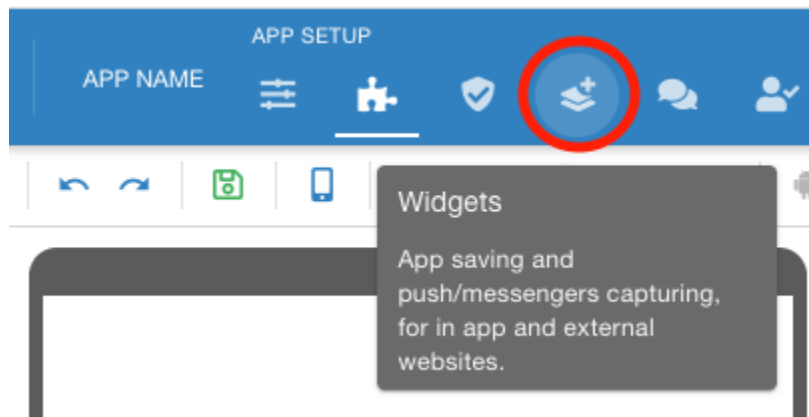 APP SETUP
APP NAME
Widgets
App saving and
push/messengers capturing,
for in app and external
websites.